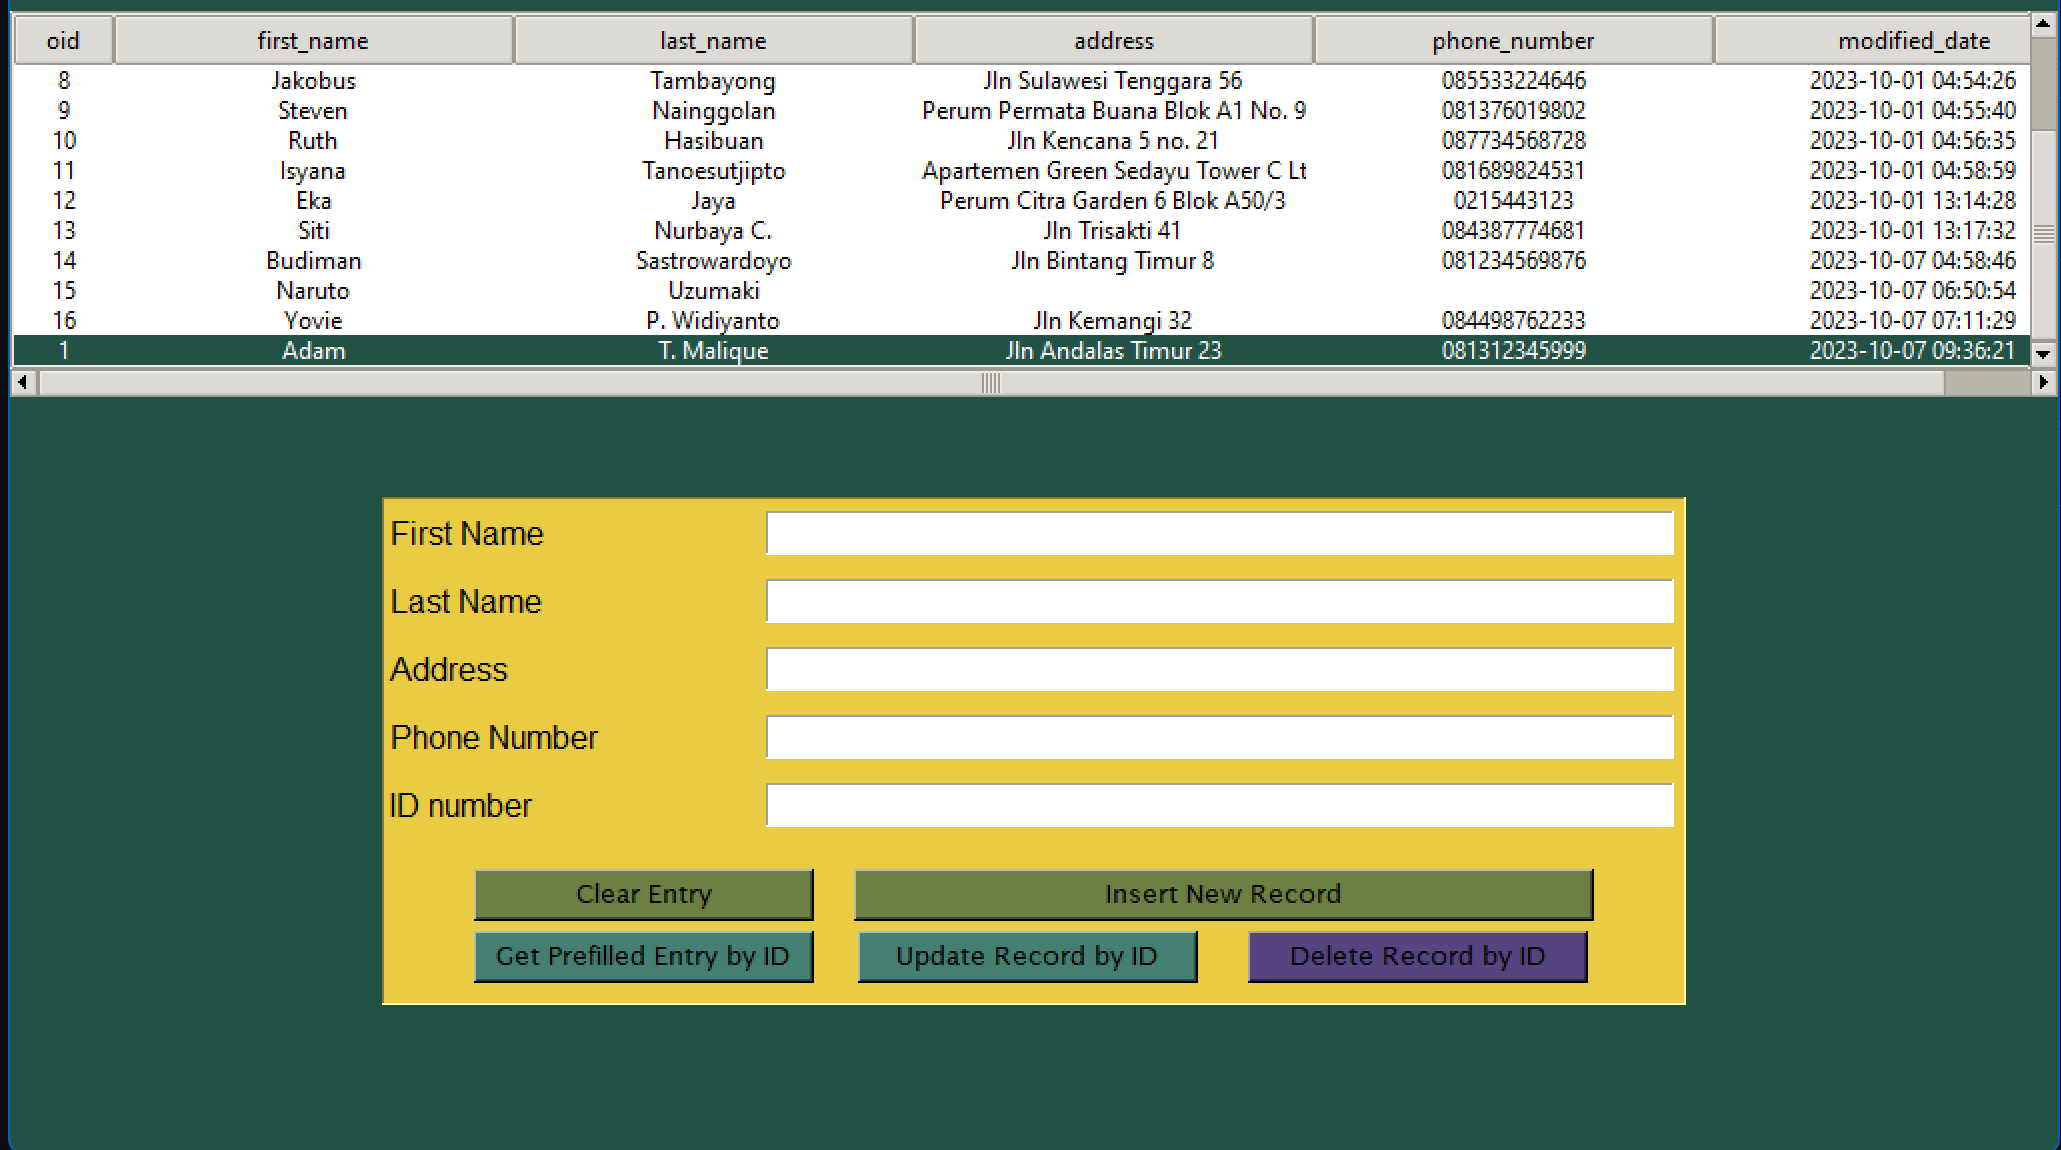 oid first_name last_name address phone_number modified_date
8 Jakobus Tambayong Jln Sulawesi Tenggara 56 085533224646 2023-10-01 04:54:26
9 Steven Nainggolan Perum Permata Buana Blok A1 No. 9 081376019802 2023-10-01 04:55:40
10 Ruth Hasibuan Jln Kencana 5 no. 21 087734568728 2023-10-01 04:56:35
11 Isyana Tanoesutjipto Apartemen Green Sedayu Tower C Lt 081689824531 2023-10-01 04:58:59
12 Eka Jaya Perum Citra Garden 6 Blok A50/3 0215443123 2023-10-01 13:14:28
13 Siti Nurbaya C. Jln Trisakti 41 084387774681 2023-10-01 13:17:32
14 Budiman Sastrowardoyo Jln Bintang Timur 8 081234569876 2023-10-07 04:58:46
15 Naruto Uzumaki 2023-10-07 06:50:54
16 Yovie P. Widiyanto Jln Kemangi 32 084498762233 2023-10-07 07:11:29
1 Adam T. Malique Jln Andalas Timur 23 081312345999 2023-10-07 09:36:21
First Name
Last Name
Address
Phone Number
ID number
Clear Entry Insert New Record
Get Prefilled Entry by ID Update Record by ID Delete Record by ID